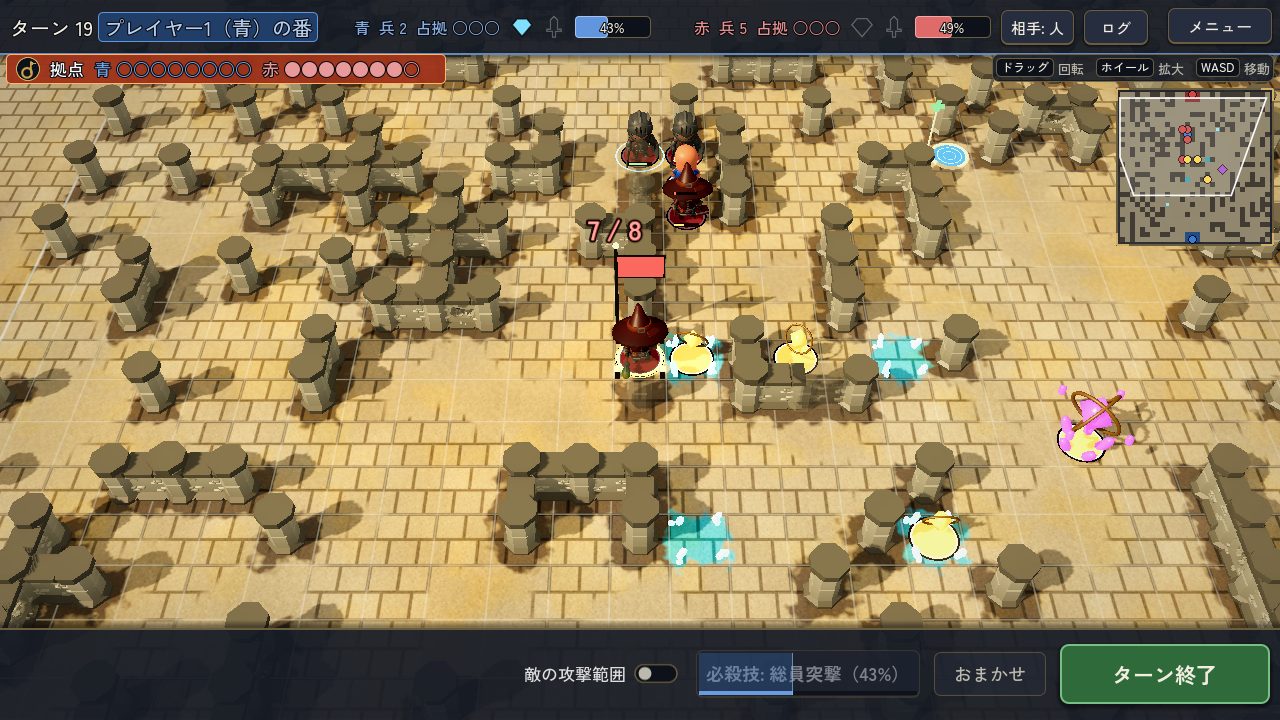 ターン 19 プレイヤー1（青）の番 青 兵 2 占拠 43% 赤 兵 5 占拠 49% 相手: 人 ログ メニュー
拠点 青 赤 ドラッグ 回転 ホイール 拡大 WASD 移動
7 / 8
敵の攻撃範囲 必殺技: 総員突撃（43%） おまかせ ターン終了